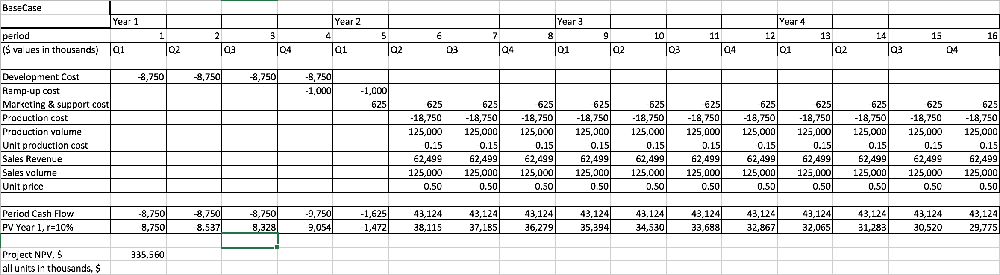 BaseCase
Year 1 Year 2 Year 3 Year 4
period 1 2 3 4 5 6 7 8 9 10 11 12 13 14 15 16
($ values in thousands) Q1 Q2 Q3 Q4 Q1 Q2 Q3 Q4 Q1 Q2 Q3 Q4 Q1 Q2 Q3 Q4
Development Cost -8,750 -8,750 -8,750 -8,750
Ramp-up cost -1,000 -1,000
Marketing & support cost -625 -625 -625 -625 -625 -625 -625 -625 -625 -625 -625 -625
Production cost -18,750 -18,750 -18,750 -18,750 -18,750 -18,750 -18,750 -18,750 -18,750 -18,750 -18,750
Production volume 125,000 125,000 125,000 125,000 125,000 125,000 125,000 125,000 125,000 125,000 125,000
Unit production cost -0.15 -0.15 -0.15 -0.15 -0.15 -0.15 -0.15 -0.15 -0.15 -0.15 -0.15
Sales Revenue 62,499 62,499 62,499 62,499 62,499 62,499 62,499 62,499 62,499 62,499 62,499
Sales volume 125,000 125,000 125,000 125,000 125,000 125,000 125,000 125,000 125,000 125,000 125,000
Unit price 0.50 0.50 0.50 0.50 0.50 0.50 0.50 0.50 0.50 0.50 0.50
Period Cash Flow -8,750 -8,750 -8,750 -9,750 -1,625 43,124 43,124 43,124 43,124 43,124 43,124 43,124 43,124 43,124 43,124 43,124
PV Year 1, r=10% -8,750 -8,537 -8,328 -9,054 -1,472 38,115 37,185 36,279 35,394 34,530 33,688 32,867 32,065 31,283 30,520 29,775
Project NPV, $ 335,560
all units in thousands, $